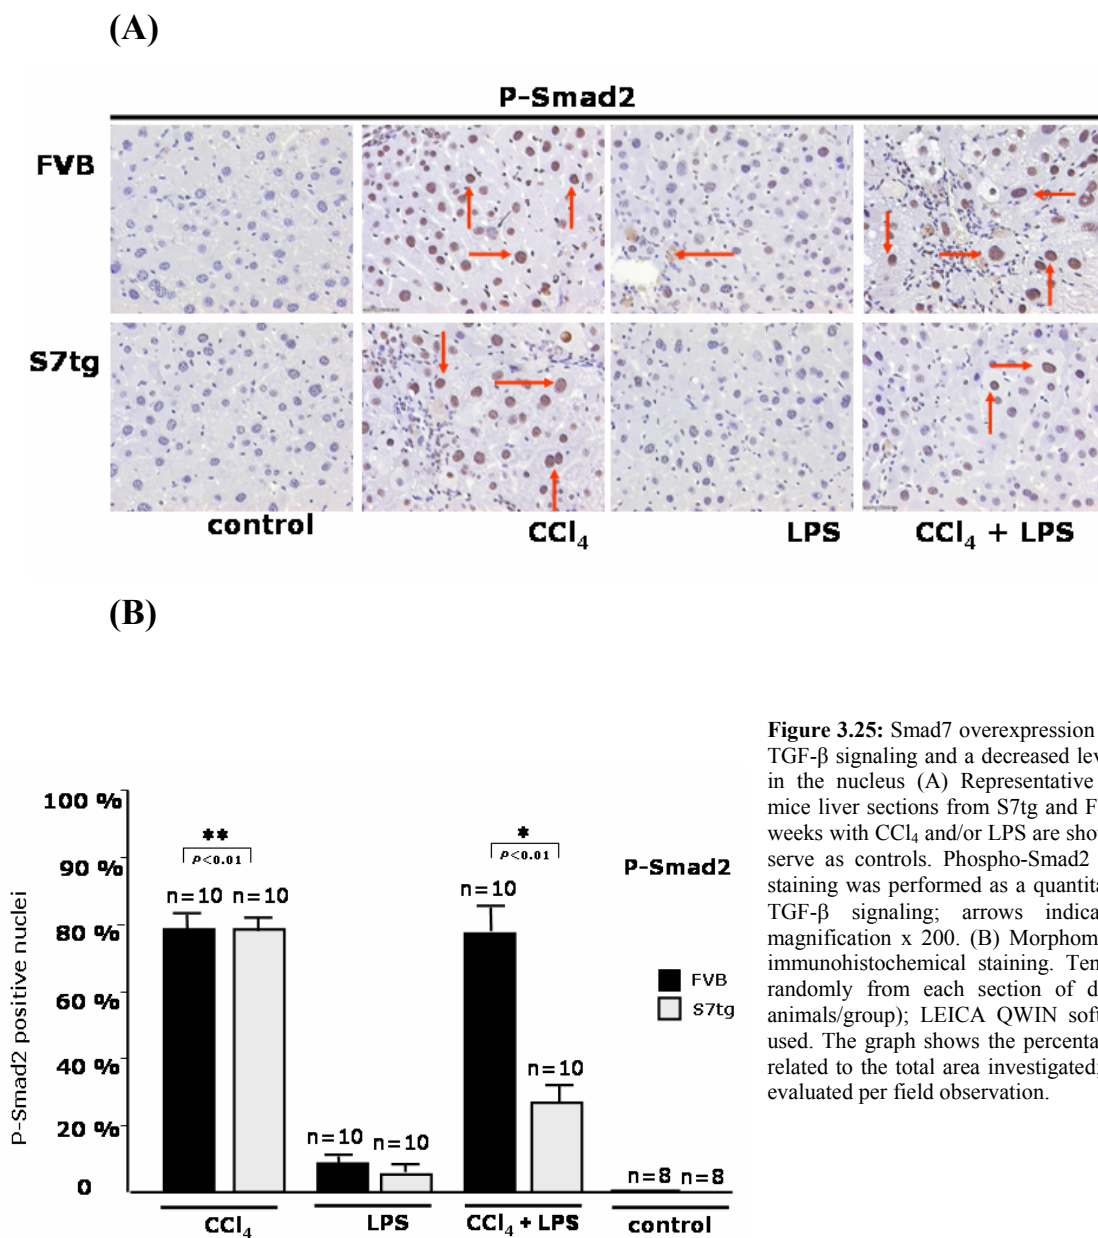 (A)
P-Smad2
FVB
S7tg
control
CCl4
LPS
CCl4 + LPS
(B)
P-Smad2 positive nuclei
100 %
90 %
80 %
60 %
40 %
20 %
0
**
P<0.01
n=10 n=10
n=10 n=10
*
P<0.01
n=10
n=10
n=8 n=8
P-Smad2
FVB
S7tg
CCl4
LPS
CCl4 + LPS
control
Figure 3.25: Smad7 overexpression
TGF-β signaling and a decreased lev
in the nucleus (A) Representative
mice liver sections from S7tg and F
weeks with CCl4 and/or LPS are show
serve as controls. Phospho-Smad2
staining was performed as a quantita
TGF-β signaling; arrows indica
magnification x 200. (B) Morphom
immunohistochemical staining. Ten
randomly from each section of d
animals/group); LEICA QWIN soft
used. The graph shows the percenta
related to the total area investigated;
evaluated per field observation.